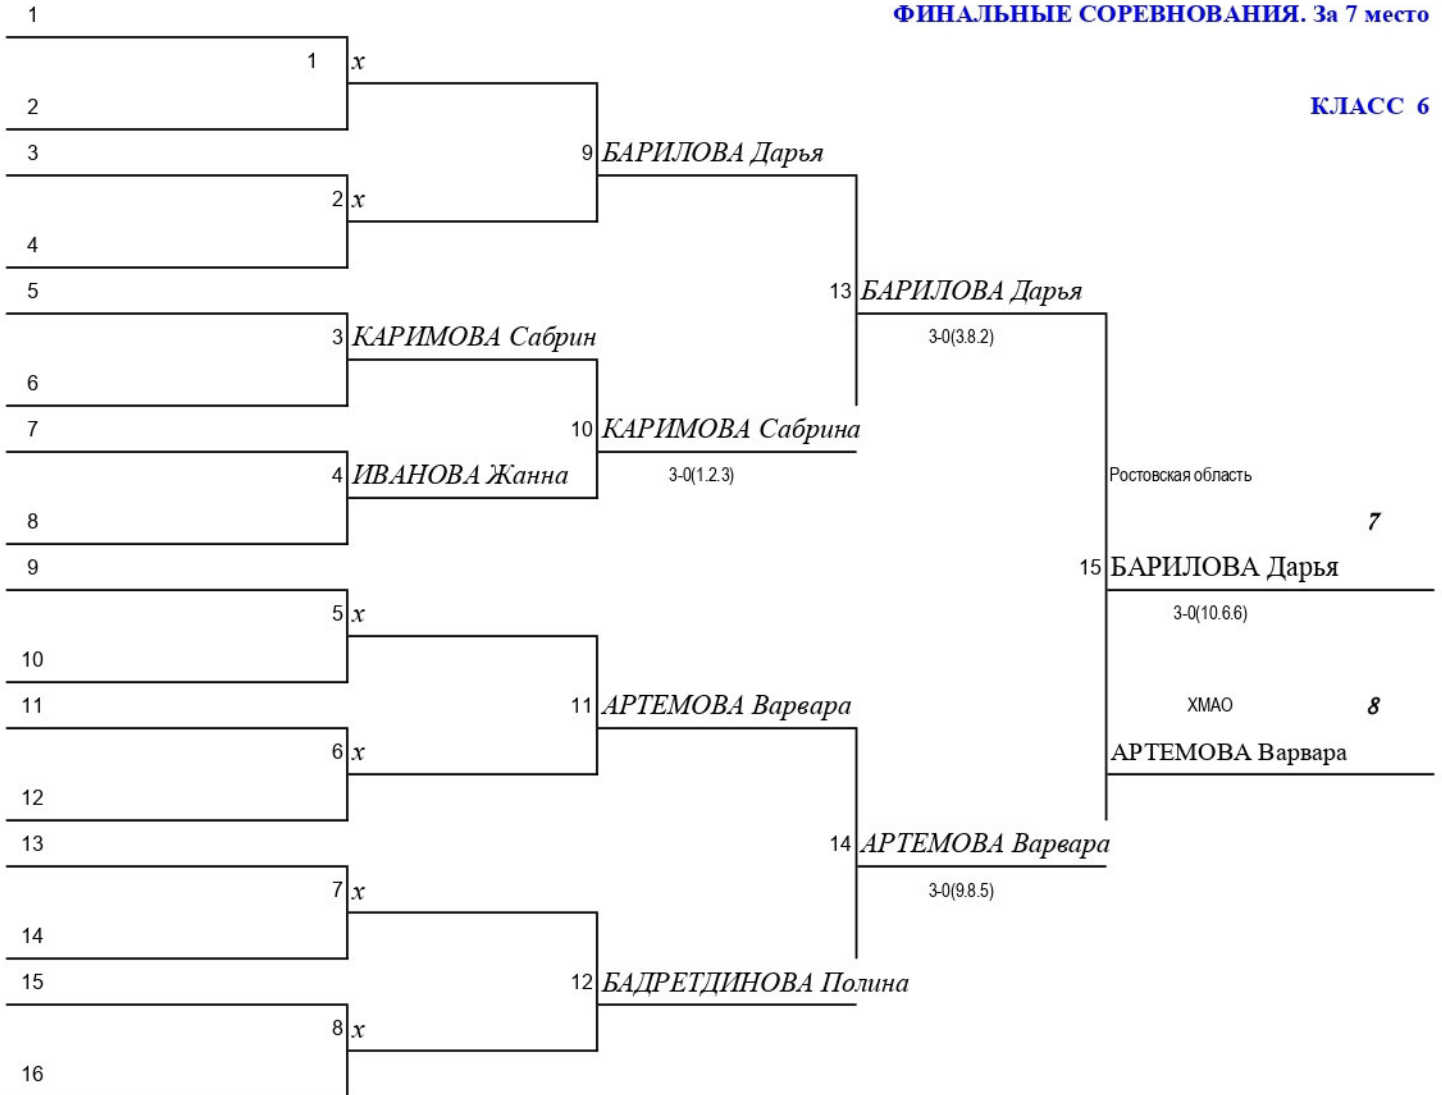 1
ФИНАЛЬНЫЕ СОРЕВНОВАНИЯ. За 7 место
1 x
2
КЛАСС 6
3
9 БАРИЛОВА Дарья
2 x
4
5
13 БАРИЛОВА Дарья
3 КАРИМОВА Сабрин
3-0(3.8.2)
6
7
10 КАРИМОВА Сабрина
4 ИВАНОВА Жанна
3-0(1.2.3)
Ростовская область
8
7
9
15 БАРИЛОВА Дарья
5 x
3-0(10.6.6)
10
11
11 АРТЕМОВА Варвара
ХМАО
8
6 x
АРТЕМОВА Варвара
12
13
14 АРТЕМОВА Варвара
7 x
3-0(9.8.5)
14
15
12 БАДРЕТДИНОВА Полина
8 x
16